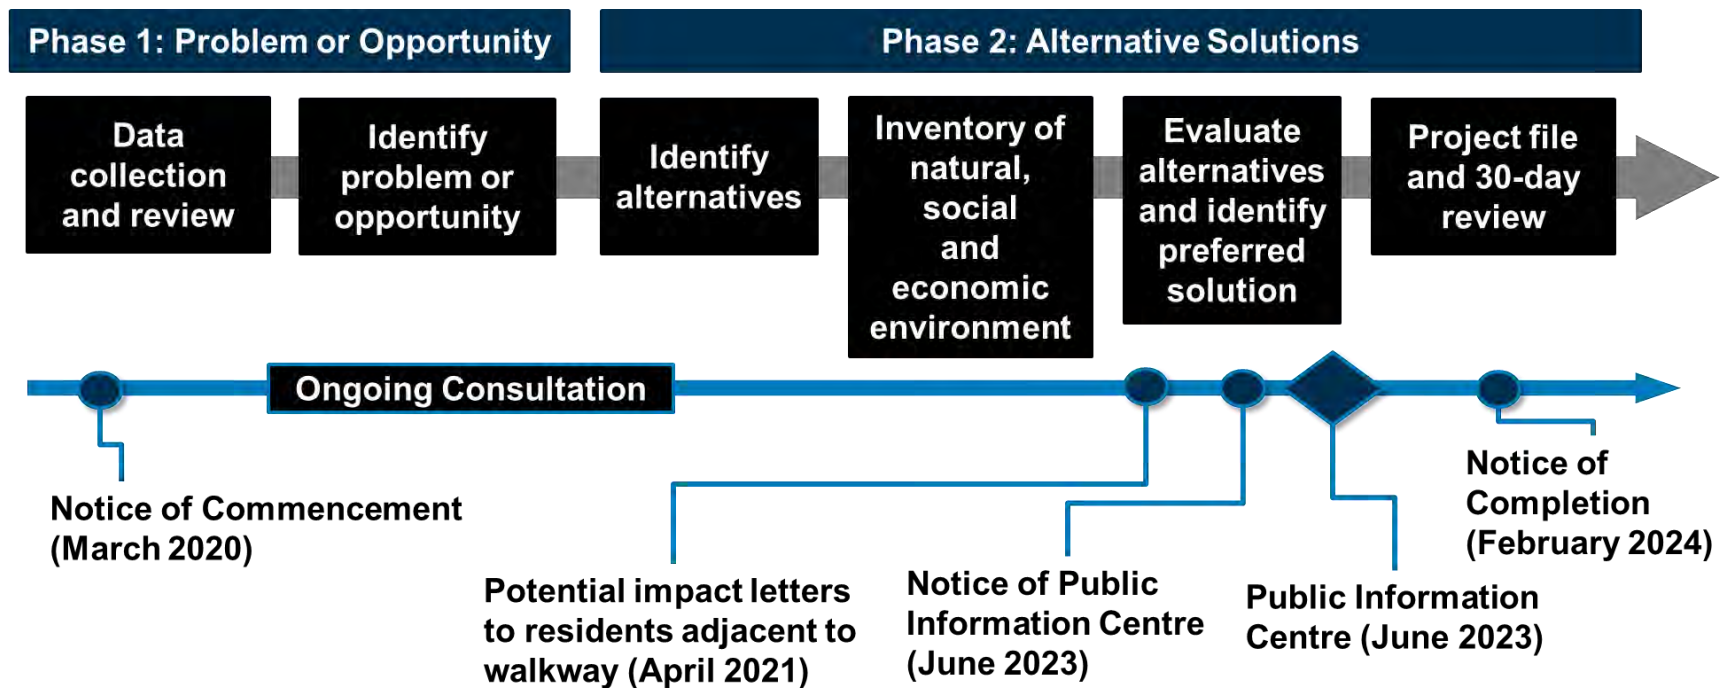 Phase 1: Problem or Opportunity
Phase 2: Alternative Solutions
Data
collection
and review
Identify
problem or
opportunity
Identify
alternatives
Inventory of
natural,
social
and
economic
environment
Evaluate
alternatives
and identify
preferred
solution
Project file
and 30-day
review
Ongoing Consultation
Notice of Commencement
(March 2020)
Potential impact letters
to residents adjacent to
walkway (April 2021)
Notice of Public
Information Centre
(June 2023)
Public Information
Centre (June 2023)
Notice of
Completion
(February 2024)